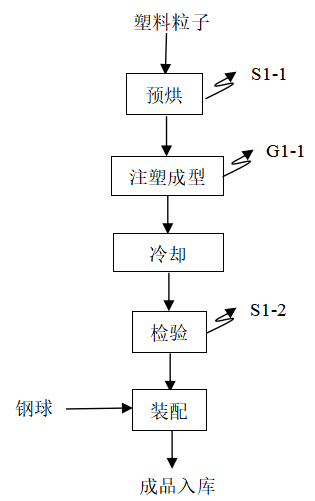 塑料粒子
S1-1
预烘
G1-1
注塑成型
冷却
S1-2
检验
钢球
装配
成品入库